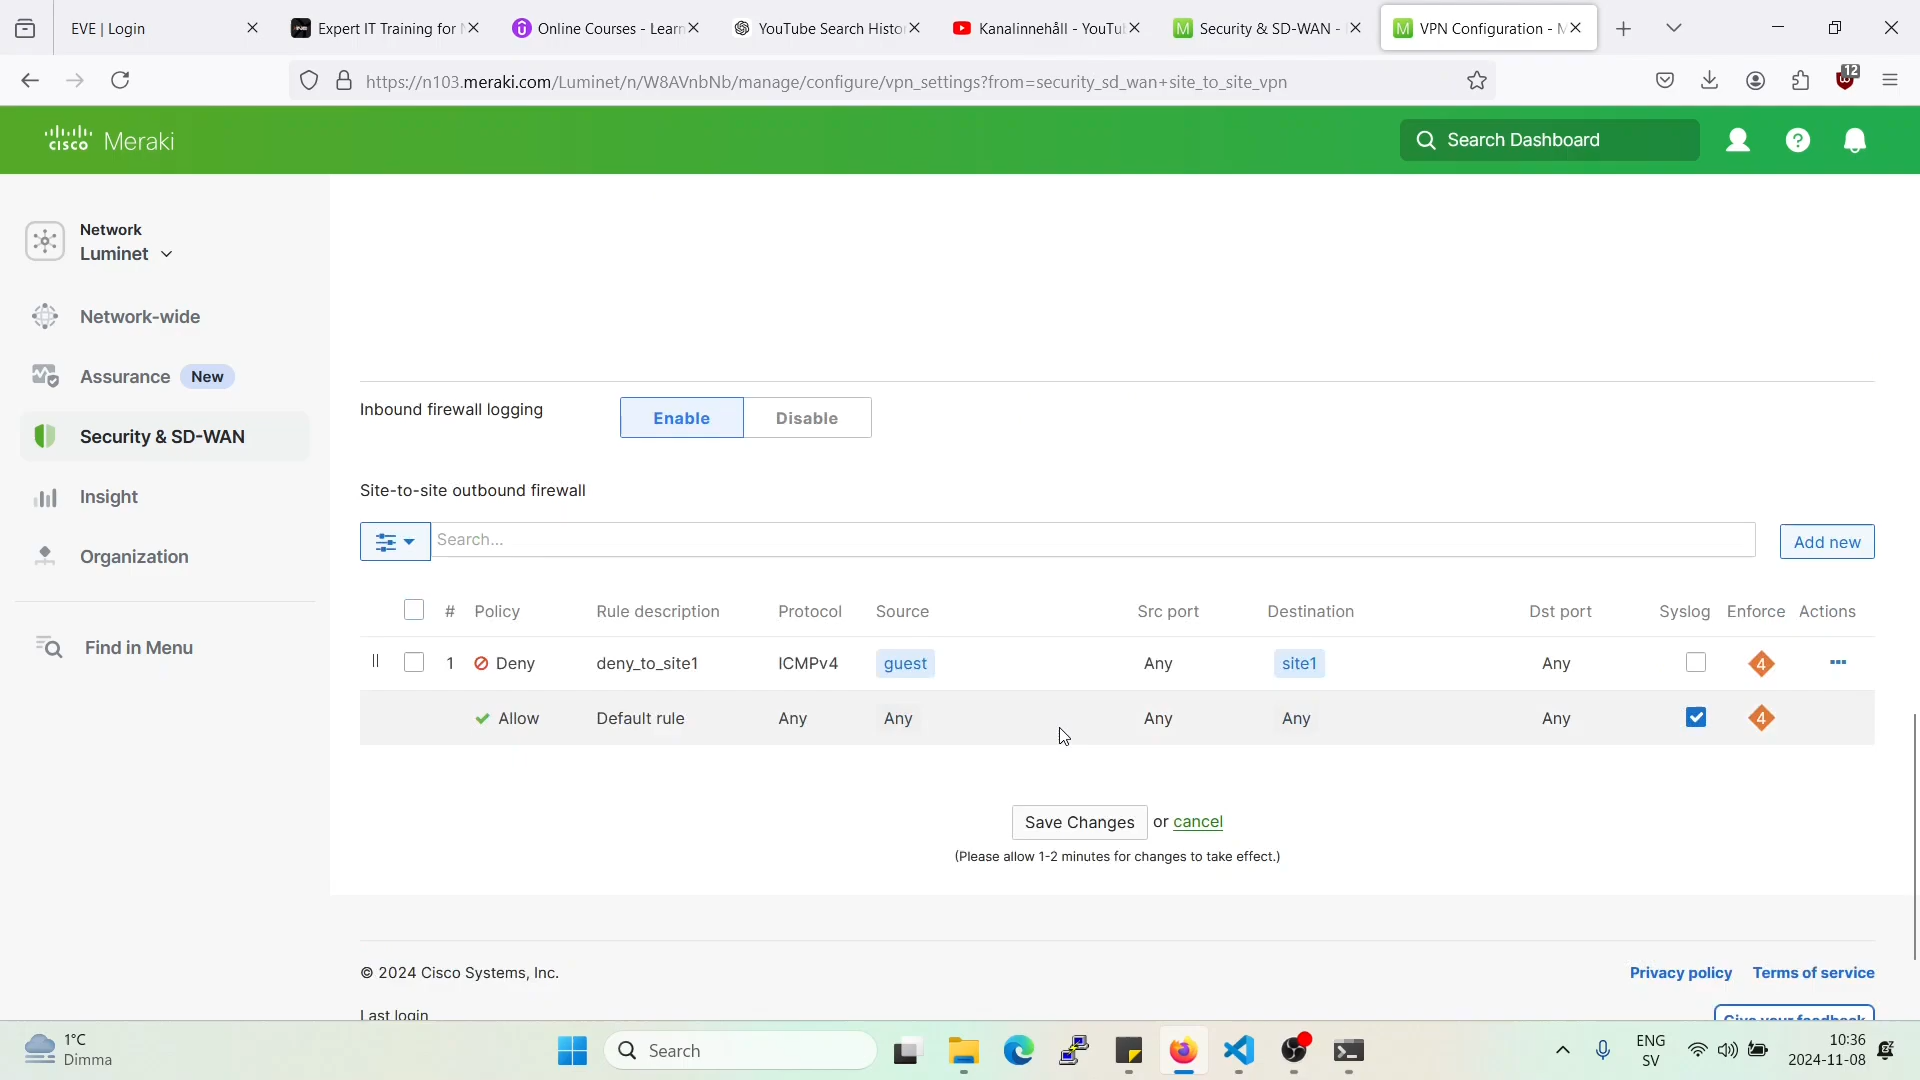 EVE | Login
Expert IT Training for
Online Courses - Learn
YouTube Search Histor
Kanalinnehåll - YouTu
Security & SD-WAN -
VPN Configuration - M
https://n103.meraki.com/Luminet/n/W8AVnbNb/manage/configure/vpn_settings?from=security_sd_wan+site_to_site_vpn
12
cisco Meraki
Search Dashboard
Network
Luminet
Network-wide
Assurance New
Security & SD-WAN
Insight
Organization
Find in Menu
Inbound firewall logging
Enable Disable
Site-to-site outbound firewall
Search...
Add new
# Policy Rule description Protocol Source Src port Destination Dst port Syslog Enforce Actions
1 Deny deny_to_site1 ICMPv4 guest Any site1 Any 4
Allow Default rule Any Any Any Any Any 4
Save Changes or cancel
(Please allow 1-2 minutes for changes to take effect.)
© 2024 Cisco Systems, Inc.
Privacy policy Terms of service
Last login
Give your feedback
1°C
Dimma
Search
ENG
SV
10:36
2024-11-08